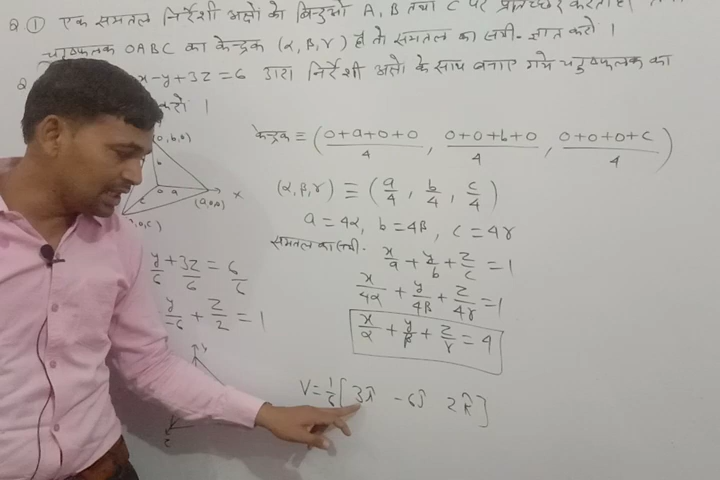 Q ① एक समतल निर्देशी अक्षों को बिन्दुओं A, B तथा C पर प्रतिच्छेद करता है।
चतुष्फलक OABC का केन्द्रक (α, β, γ) हो तो समतल का समी. ज्ञात करो ।
Q x-y+3z=6 द्वारा निर्देशी अक्षों के साथ बनाए गये चतुष्फलक का
करो ।
केन्द्रक ≡ ( (0+a+0+0)/4 , (0+0+b+0)/4 , (0+0+0+c)/4 )
(α, β, γ) ≡ (a/4, b/4, c/4)
a=4α, b=4β, c=4γ
समतल का समी.
x/a + y/b + z/c = 1
x/4α + y/4β + z/4γ = 1
x/α + y/β + z/γ = 4
o, b, o)
b
o a
c
x
(a,o,o)
,o,c)
y/6 + 3z/6 = 6/6
y/-6 + z/2 = 1
y
z
V = 1/6 [3î -6ĵ 2k̂]